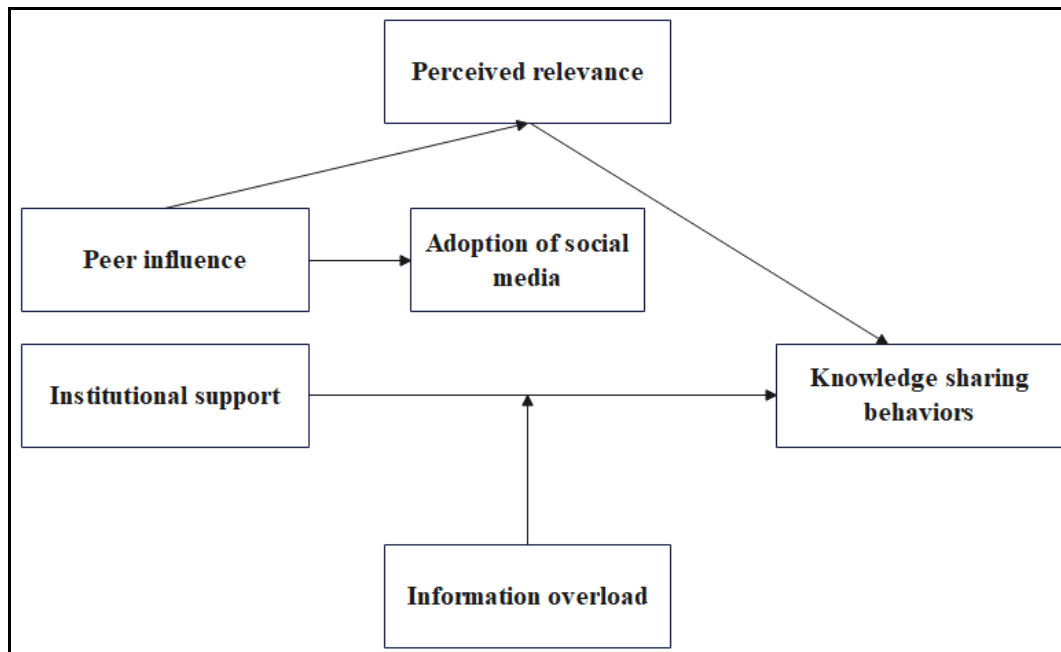 Perceived relevance
Peer influence
Adoption of social
media
Institutional support
Knowledge sharing
behaviors
Information overload